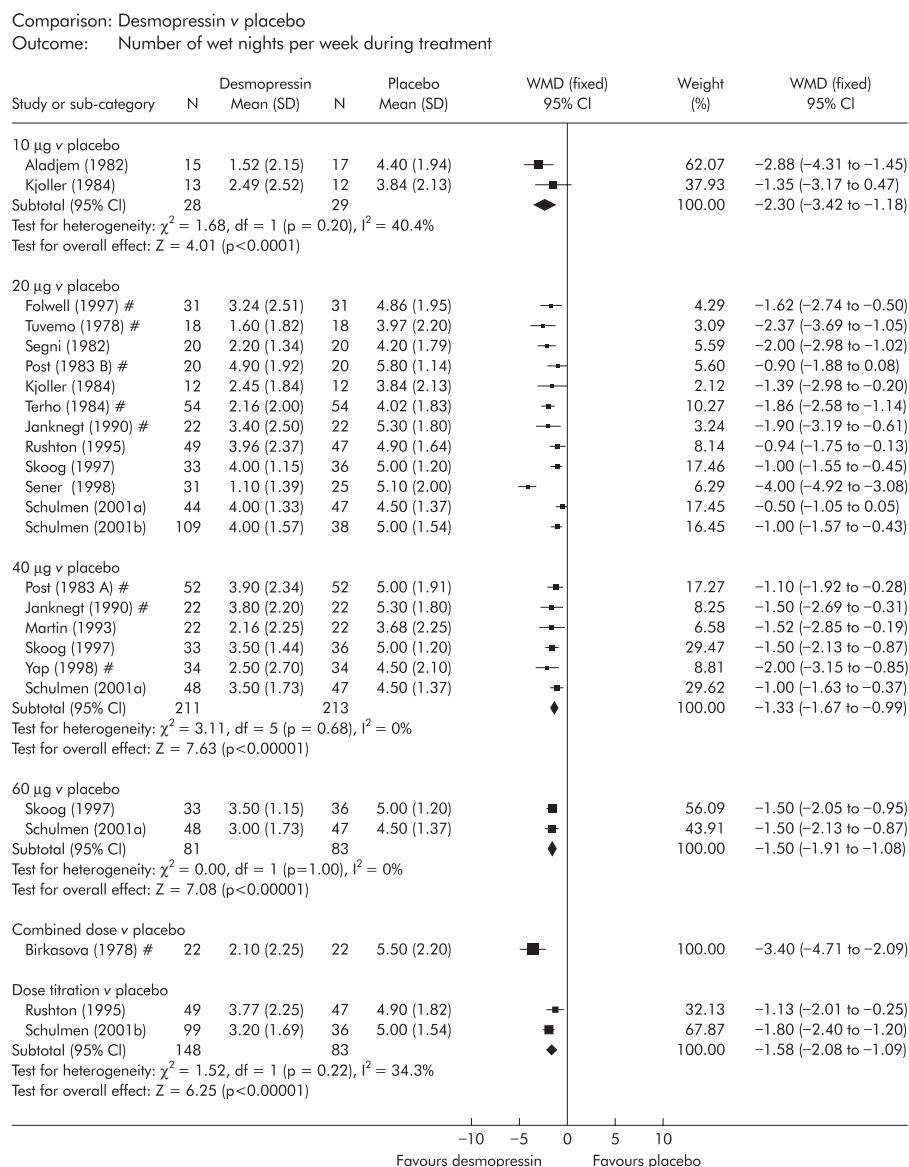 Comparison: Desmopressin v placebo
Outcome: Number of wet nights per week during treatment
Desmopressin Placebo WMD (fixed) Weight WMD (fixed)
Study or sub-category N Mean (SD) N Mean (SD) 95% CI (%) 95% CI
10 µg v placebo
Aladjem (1982) 15 1.52 (2.15) 17 4.40 (1.94) 62.07 −2.88 (−4.31 to −1.45)
Kjoller (1984) 13 2.49 (2.52) 12 3.84 (2.13) 37.93 −1.35 (−3.17 to 0.47)
Subtotal (95% CI) 28 29 100.00 −2.30 (−3.42 to −1.18)
Test for heterogeneity: χ² = 1.68, df = 1 (p = 0.20), I² = 40.4%
Test for overall effect: Z = 4.01 (p<0.0001)
20 µg v placebo
Folwell (1997) # 31 3.24 (2.51) 31 4.86 (1.95) 4.29 −1.62 (−2.74 to −0.50)
Tuvemo (1978) # 18 1.60 (1.82) 18 3.97 (2.20) 3.09 −2.37 (−3.69 to −1.05)
Segni (1982) 20 2.20 (1.34) 20 4.20 (1.79) 5.59 −2.00 (−2.98 to −1.02)
Post (1983 B) # 20 4.90 (1.92) 20 5.80 (1.14) 5.60 −0.90 (−1.88 to 0.08)
Kjoller (1984) 12 2.45 (1.84) 12 3.84 (2.13) 2.12 −1.39 (−2.98 to −0.20)
Terho (1984) # 54 2.16 (2.00) 54 4.02 (1.83) 10.27 −1.86 (−2.58 to −1.14)
Janknegt (1990) # 22 3.40 (2.50) 22 5.30 (1.80) 3.24 −1.90 (−3.19 to −0.61)
Rushton (1995) 49 3.96 (2.37) 47 4.90 (1.64) 8.14 −0.94 (−1.75 to −0.13)
Skoog (1997) 33 4.00 (1.15) 36 5.00 (1.20) 17.46 −1.00 (−1.55 to −0.45)
Sener (1998) 31 1.10 (1.39) 25 5.10 (2.00) 6.29 −4.00 (−4.92 to −3.08)
Schulmen (2001a) 44 4.00 (1.33) 47 4.50 (1.37) 17.45 −0.50 (−1.05 to 0.05)
Schulmen (2001b) 109 4.00 (1.57) 38 5.00 (1.54) 16.45 −1.00 (−1.57 to −0.43)
40 µg v placebo
Post (1983 A) # 52 3.90 (2.34) 52 5.00 (1.91) 17.27 −1.10 (−1.92 to −0.28)
Janknegt (1990) # 22 3.80 (2.20) 22 5.30 (1.80) 8.25 −1.50 (−2.69 to −0.31)
Martin (1993) 22 2.16 (2.25) 22 3.68 (2.25) 6.58 −1.52 (−2.85 to −0.19)
Skoog (1997) 33 3.50 (1.44) 36 5.00 (1.20) 29.47 −1.50 (−2.13 to −0.87)
Yap (1998) # 34 2.50 (2.70) 34 4.50 (2.10) 8.81 −2.00 (−3.15 to −0.85)
Schulmen (2001a) 48 3.50 (1.73) 47 4.50 (1.37) 29.62 −1.00 (−1.63 to −0.37)
Subtotal (95% CI) 211 213 100.00 −1.33 (−1.67 to −0.99)
Test for heterogeneity: χ² = 3.11, df = 5 (p = 0.68), I² = 0%
Test for overall effect: Z = 7.63 (p<0.00001)
60 µg v placebo
Skoog (1997) 33 3.50 (1.15) 36 5.00 (1.20) 56.09 −1.50 (−2.05 to −0.95)
Schulmen (2001a) 48 3.00 (1.73) 47 4.50 (1.37) 43.91 −1.50 (−2.13 to −0.87)
Subtotal (95% CI) 81 83 100.00 −1.50 (−1.91 to −1.08)
Test for heterogeneity: χ² = 0.00, df = 1 (p=1.00), I² = 0%
Test for overall effect: Z = 7.08 (p<0.00001)
Combined dose v placebo
Birkasova (1978) # 22 2.10 (2.25) 22 5.50 (2.20) 100.00 −3.40 (−4.71 to −2.09)
Dose titration v placebo
Rushton (1995) 49 3.77 (2.25) 47 4.90 (1.82) 32.13 −1.13 (−2.01 to −0.25)
Schulmen (2001b) 99 3.20 (1.69) 36 5.00 (1.54) 67.87 −1.80 (−2.40 to −1.20)
Subtotal (95% CI) 148 83 100.00 −1.58 (−2.08 to −1.09)
Test for heterogeneity: χ² = 1.52, df = 1 (p = 0.22), I² = 34.3%
Test for overall effect: Z = 6.25 (p<0.00001)
−10 −5 0 5 10
Favours desmopressin Favours placebo